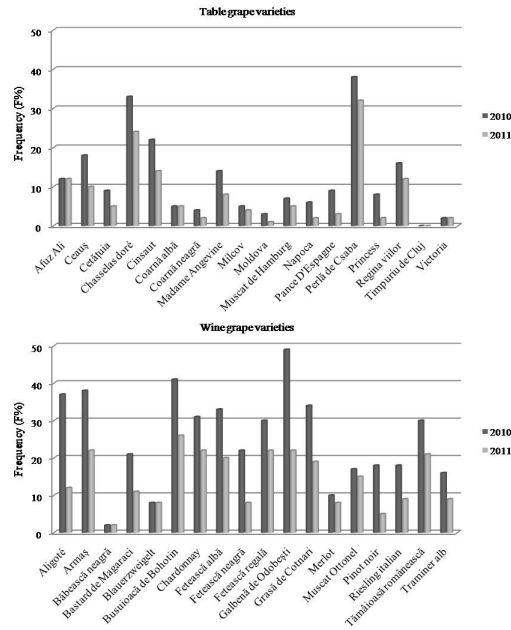 Table grape varieties
50
40
30
20
10
0
Frequency (F%)
2010
2011
Afuz Ali
Ceauș
Cetățuia
Chasselas doré
Cinsaut
Coarnă albă
Coarnă neagră
Madame Angevine
Milcov
Moldova
Muscat de Hamburg
Napoca
Pance D'Espagne
Perlă de Csaba
Princess
Regina viilor
Timpuriu de Cluj
Victoria
Wine grape varieties
50
40
30
20
10
0
Frequency (F%)
2010
2011
Aligoté
Armaș
Băbească neagră
Bastard de Magaraci
Blauerzweigelt
Busuioacă de Bohotin
Chardonnay
Fetească albă
Fetească neagră
Fetească regală
Galbenă de Odobești
Grasă de Cotnari
Merlot
Muscat Ottonel
Pinot noir
Riesling italian
Tămâioasă românească
Traminer alb